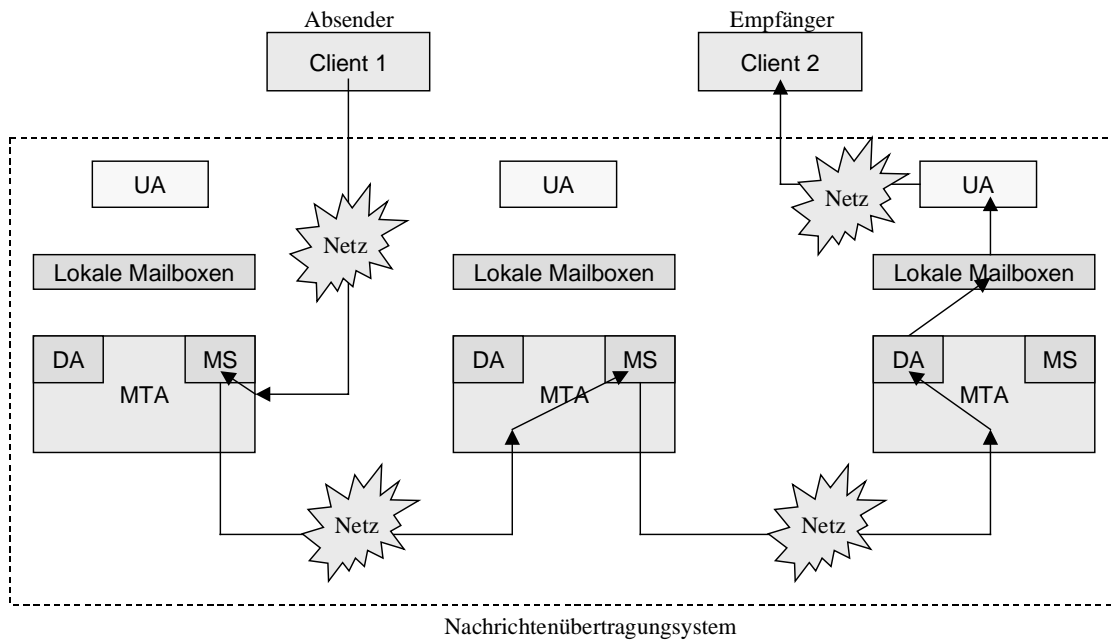 Absender
Empfänger
Client 1
Client 2
UA
UA
UA
Netz
Netz
Lokale Mailboxen
Lokale Mailboxen
Lokale Mailboxen
DA
MS
MTA
DA
MS
MTA
DA
MS
MTA
Netz
Netz
Nachrichtenübertragungsystem